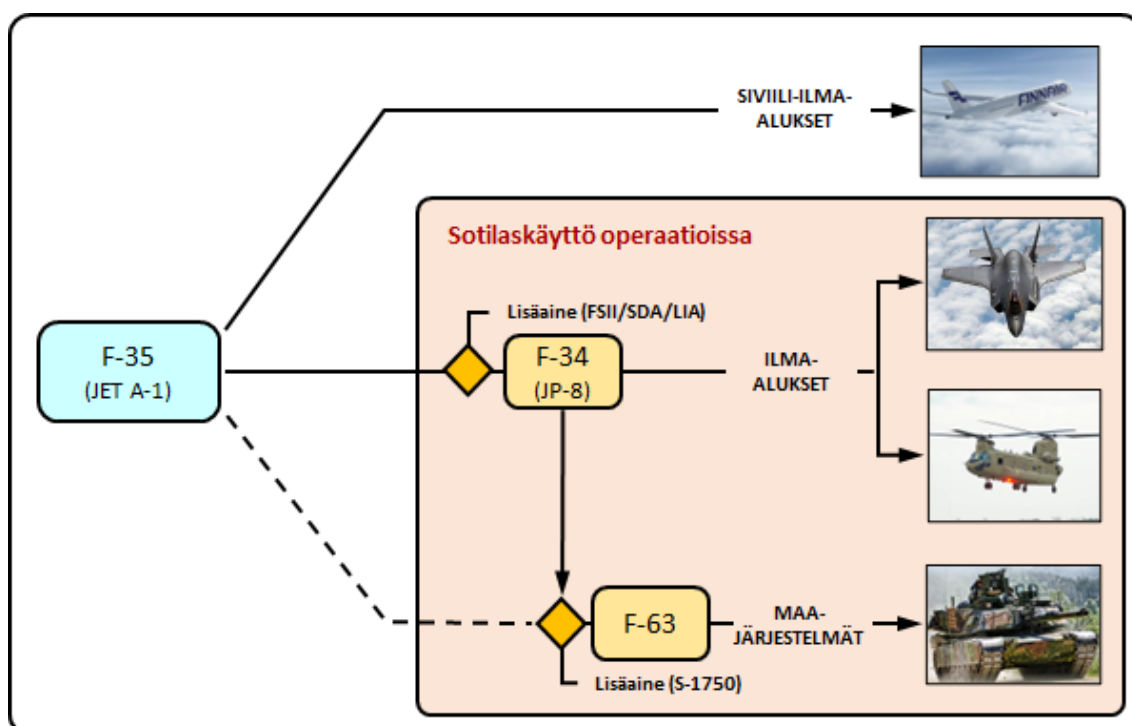 SIVIILI-ILMA-
ALUKSET
FINNAIR
Sotilaskäyttö operaatioissa
Lisäaine (FSII/SDA/LIA)
F-35
(JET A-1)
F-34
(JP-8)
ILMA-
ALUKSET
F-63
MAA-
JÄRJESTELMÄT
Lisäaine (S-1750)